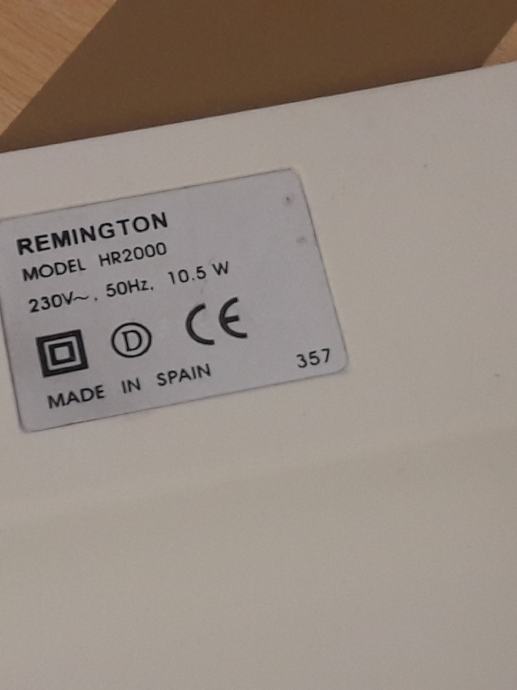 REMINGTON
MODEL HR2000
230V~, 50Hz, 10.5 W
D CE
MADE IN SPAIN 357